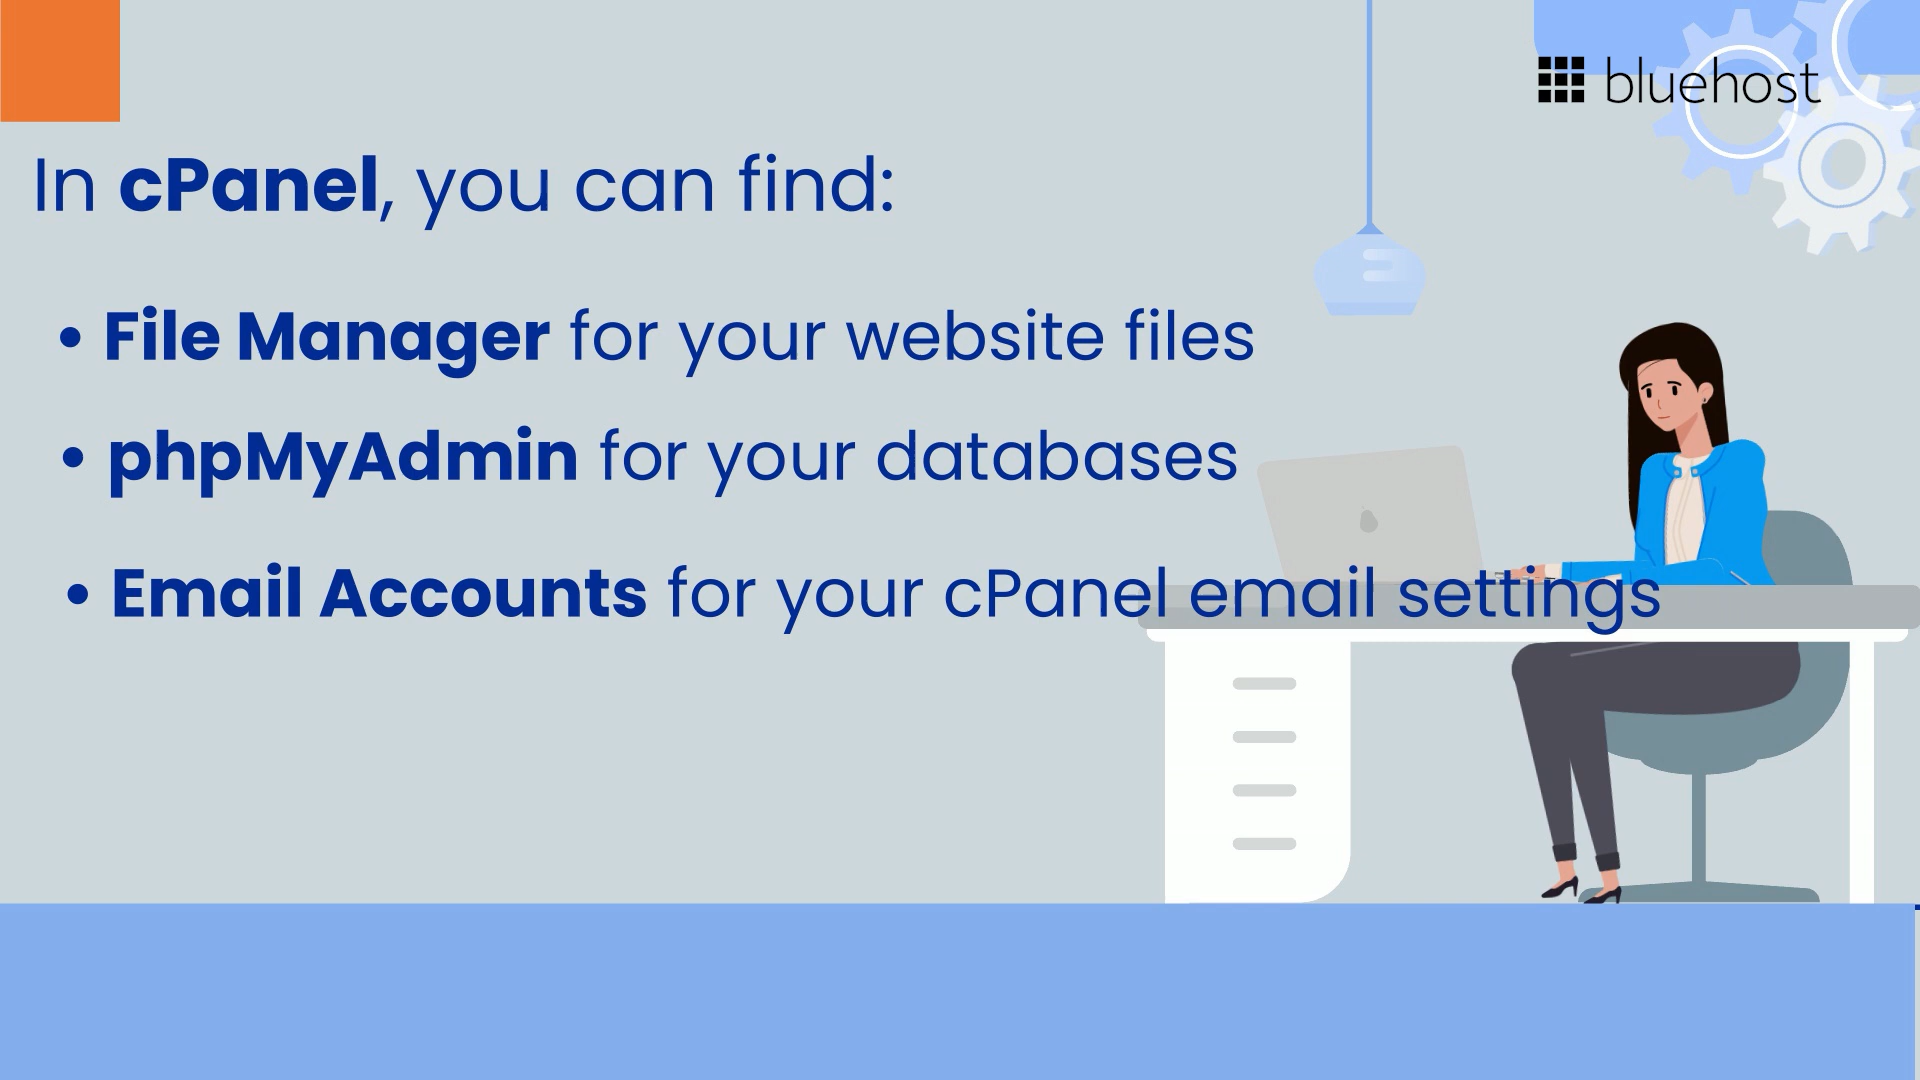 bluehost
In cPanel, you can find:
• File Manager for your website files
• phpMyAdmin for your databases
• Email Accounts for your cPanel email settings